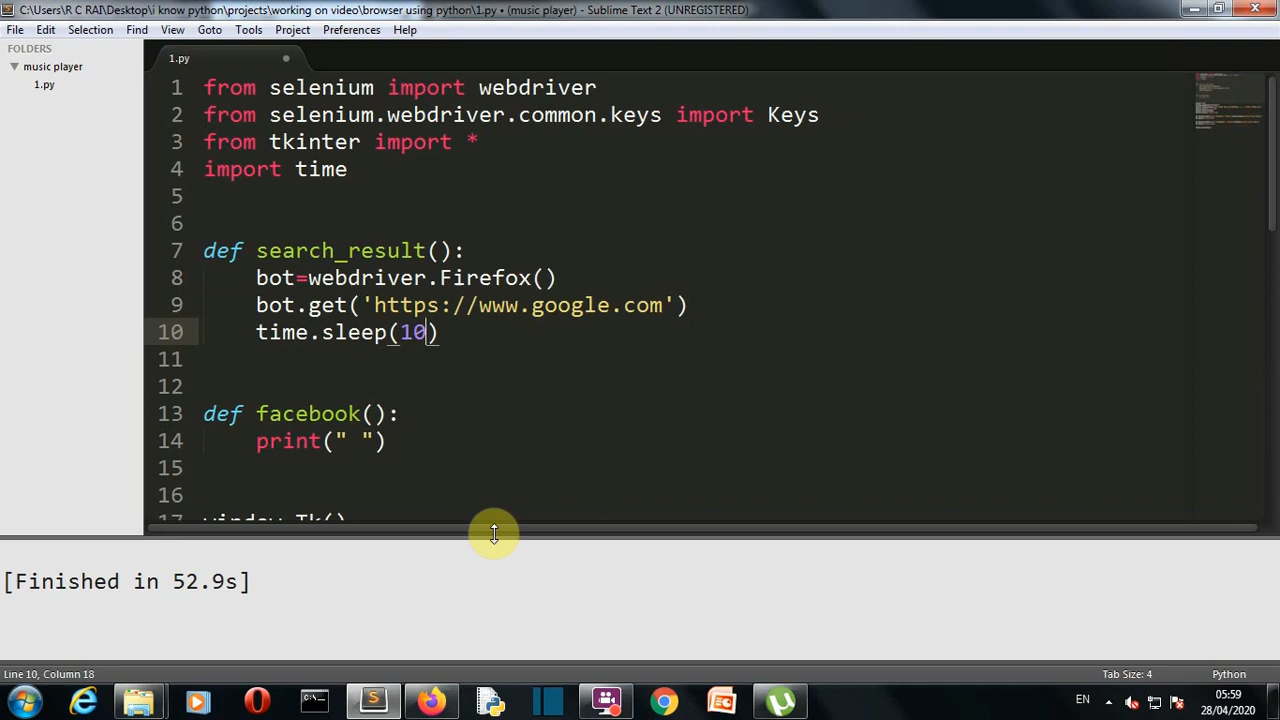 C:\Users\R C RAI\Desktop\i know python\projects\working on video\browser using python\1.py • (music player) - Sublime Text 2 (UNREGISTERED)
File Edit Selection Find View Goto Tools Project Preferences Help
FOLDERS
music player
1.py
1.py
1 from selenium import webdriver
2 from selenium.webdriver.common.keys import Keys
3 from tkinter import *
4 import time
5
6
7 def search_result():
8 bot=webdriver.Firefox()
9 bot.get('https://www.google.com')
10 time.sleep(10)
11
12
13 def facebook():
14 print(" ")
15
16
17 window Tk()
[Finished in 52.9s]
Line 10, Column 18
Tab Size: 4
Python
EN
05:59
28/04/2020